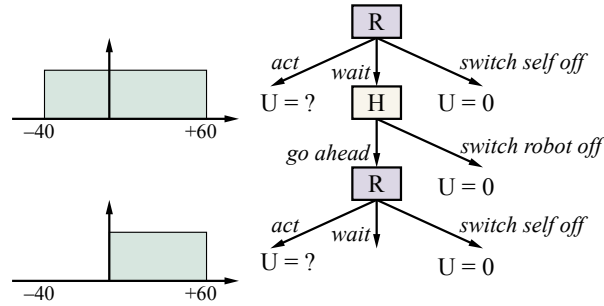 R
act
wait
switch self off
U = ?
H
U = 0
–40
+60
go ahead
switch robot off
R
U = 0
act
wait
switch self off
U = ?
U = 0
–40
+60